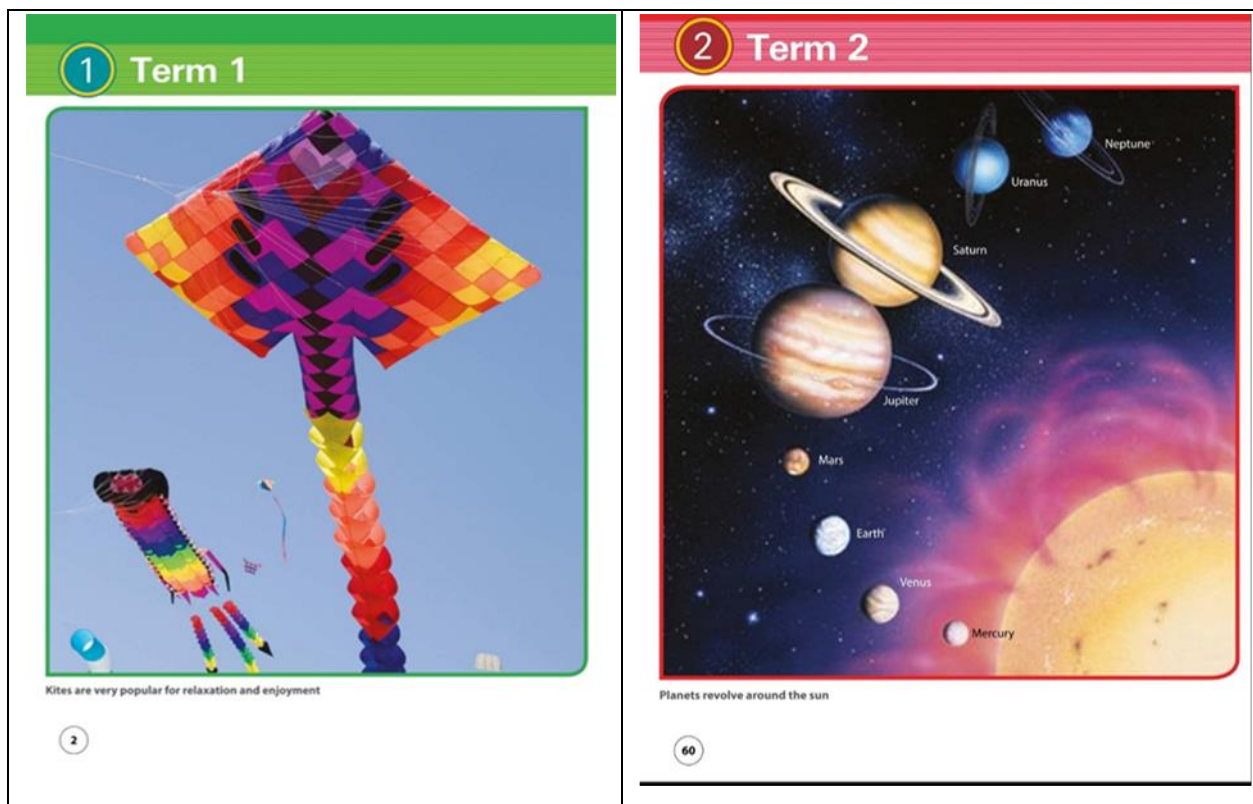 1 Term 1
Kites are very popular for relaxation and enjoyment
2
2 Term 2
Neptune
Uranus
Saturn
Jupiter
Mars
Earth
Venus
Mercury
Planets revolve around the sun
60